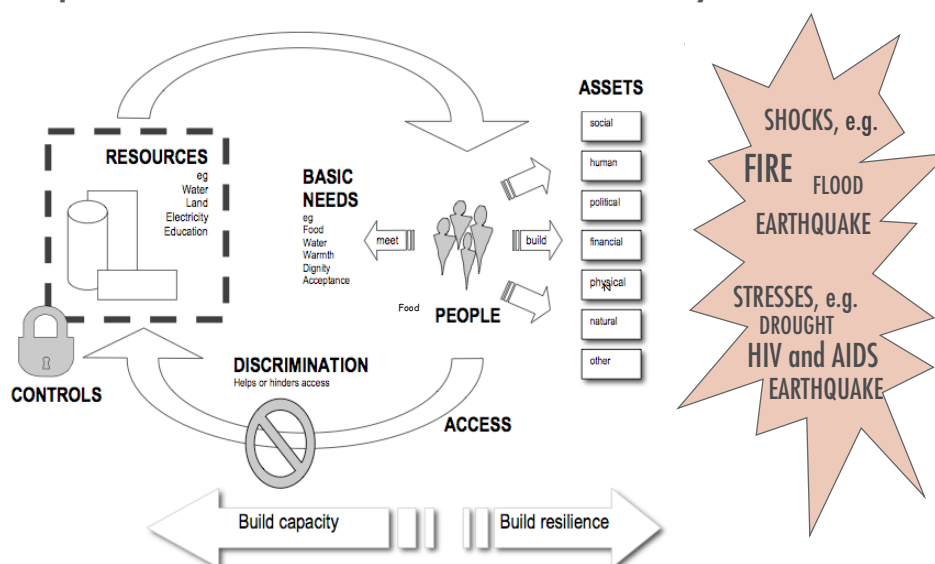 RESOURCES
eg
Water
Land
Electricity
Education
CONTROLS
BASIC
NEEDS
eg
Food
Water
Warmth
Dignity
Acceptance
meet
Food
PEOPLE
build
ASSETS
social
human
political
financial
physical
natural
other
DISCRIMINATION
Helps or hinders access
ACCESS
Build capacity
Build resilience
SHOCKS, e.g.
FIRE
FLOOD
EARTHQUAKE
STRESSES, e.g.
DROUGHT
HIV and AIDS
EARTHQUAKE